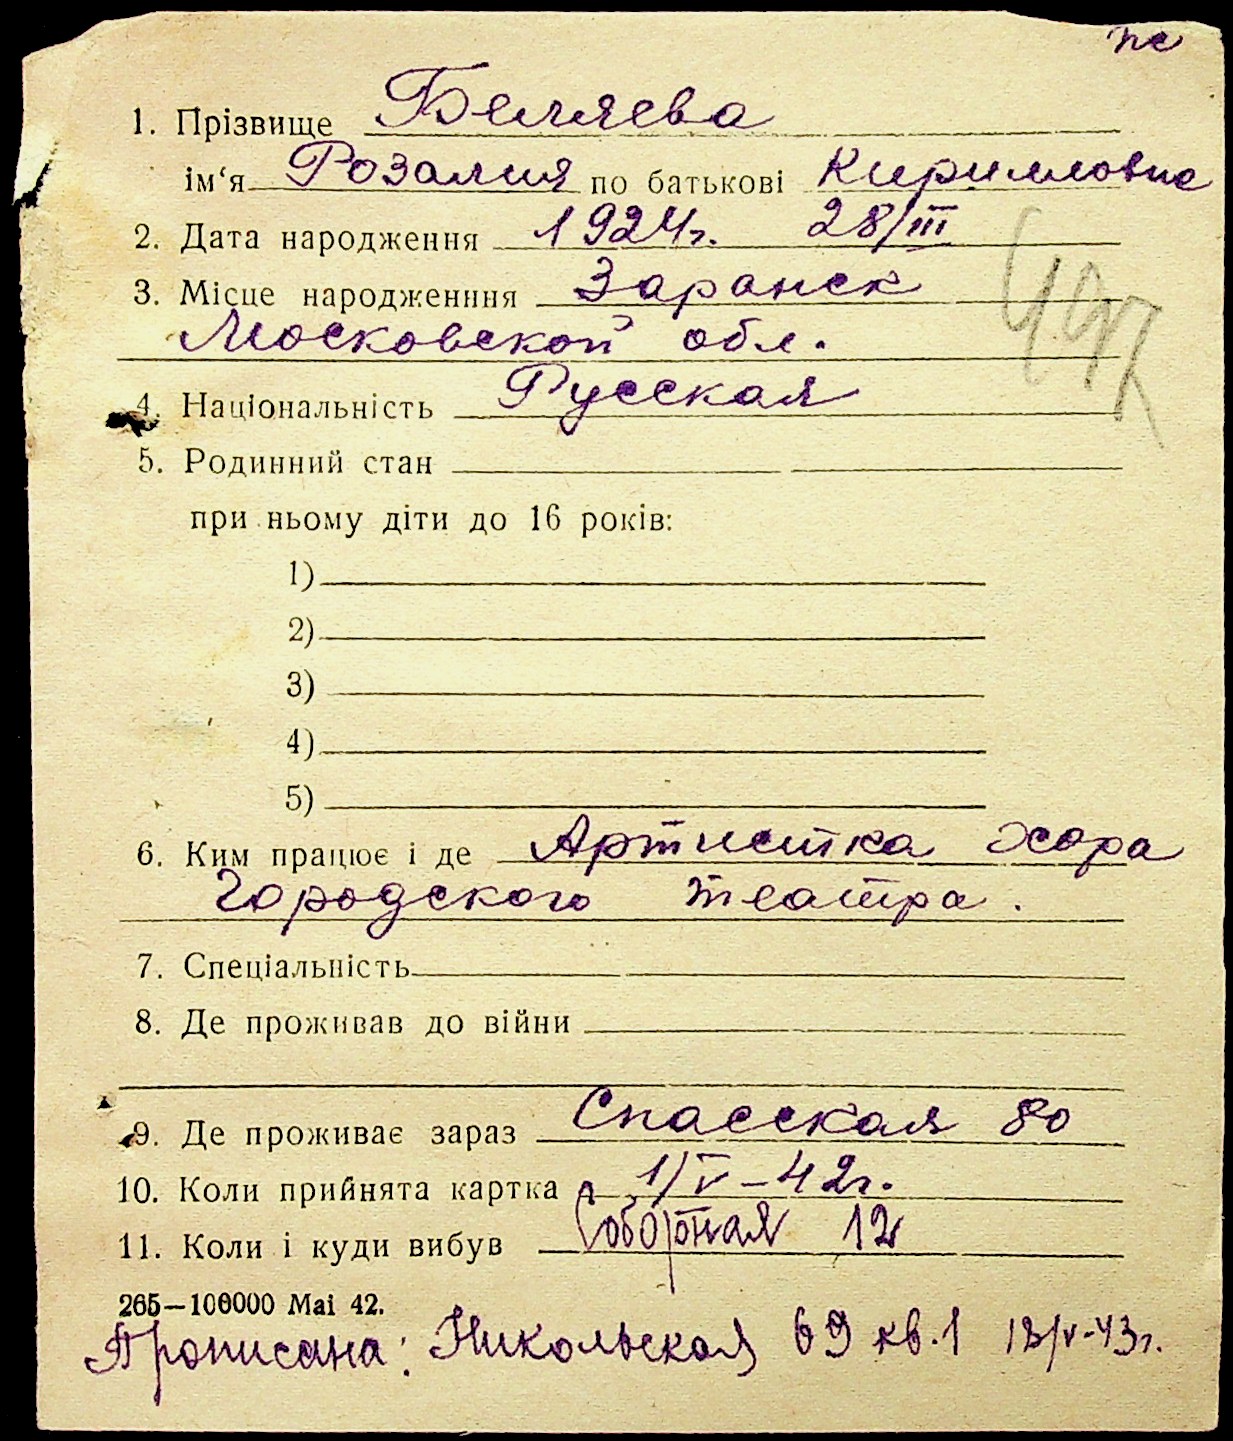 пе
1. Прізвище Беляева
ім‘я Розалия по батькові Кирилловна
2. Дата народження 1924г. 28/III
3. Місце народженння Заранск
Московской обл.
4. Національність Русская
5. Родинний стан
при ньому діти до 16 років:
1)
2)
3)
4)
5)
6. Ким працює і де Артистка хора
Городского театра.
7. Спеціальність
8. Де проживав до війни
9. Де проживає зараз Спасская 80
10. Коли прийнята картка 1/V-42г.
11. Коли і куди вибув Соборная 12
265—100000 Mai 42.
Прописана: Никольская 69 кв.1 13/V-43г.